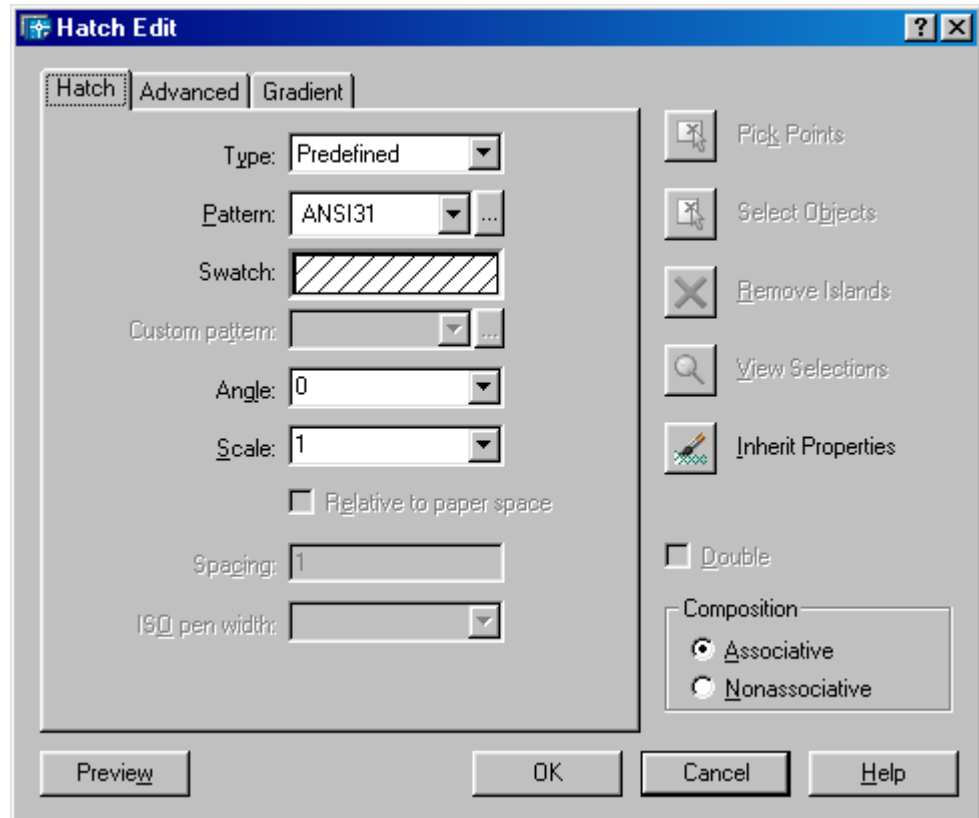 Hatch Edit
Hatch Advanced Gradient
Type: Predefined
Pattern: ANSI31 ...
Swatch:
Custom pattern: ...
Angle: 0
Scale: 1
Relative to paper space
Spacing: 1
ISO pen width:
Pick Points
Select Objects
Remove Islands
View Selections
Inherit Properties
Double
Composition
Associative
Nonassociative
Preview OK Cancel Help